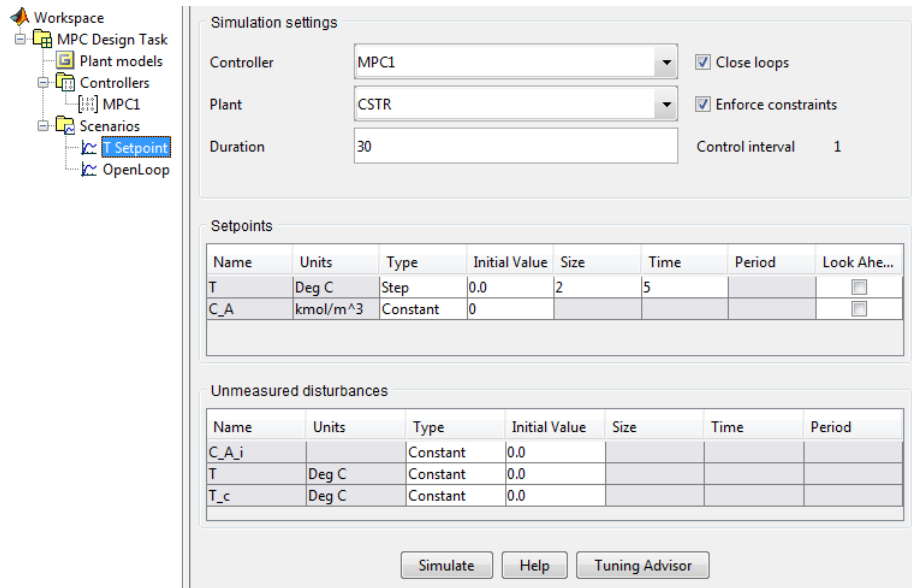 Workspace
MPC Design Task
Plant models
Controllers
MPC1
Scenarios
T Setpoint
OpenLoop
Simulation settings
Controller MPC1 Close loops
Plant CSTR Enforce constraints
Duration 30 Control interval 1
Setpoints
Name Units Type Initial Value Size Time Period Look Ahe...
T Deg C Step 0.0 2 5
C_A kmol/m^3 Constant 0
Unmeasured disturbances
Name Units Type Initial Value Size Time Period
C_A_i Constant 0.0
T Deg C Constant 0.0
T_c Deg C Constant 0.0
Simulate Help Tuning Advisor